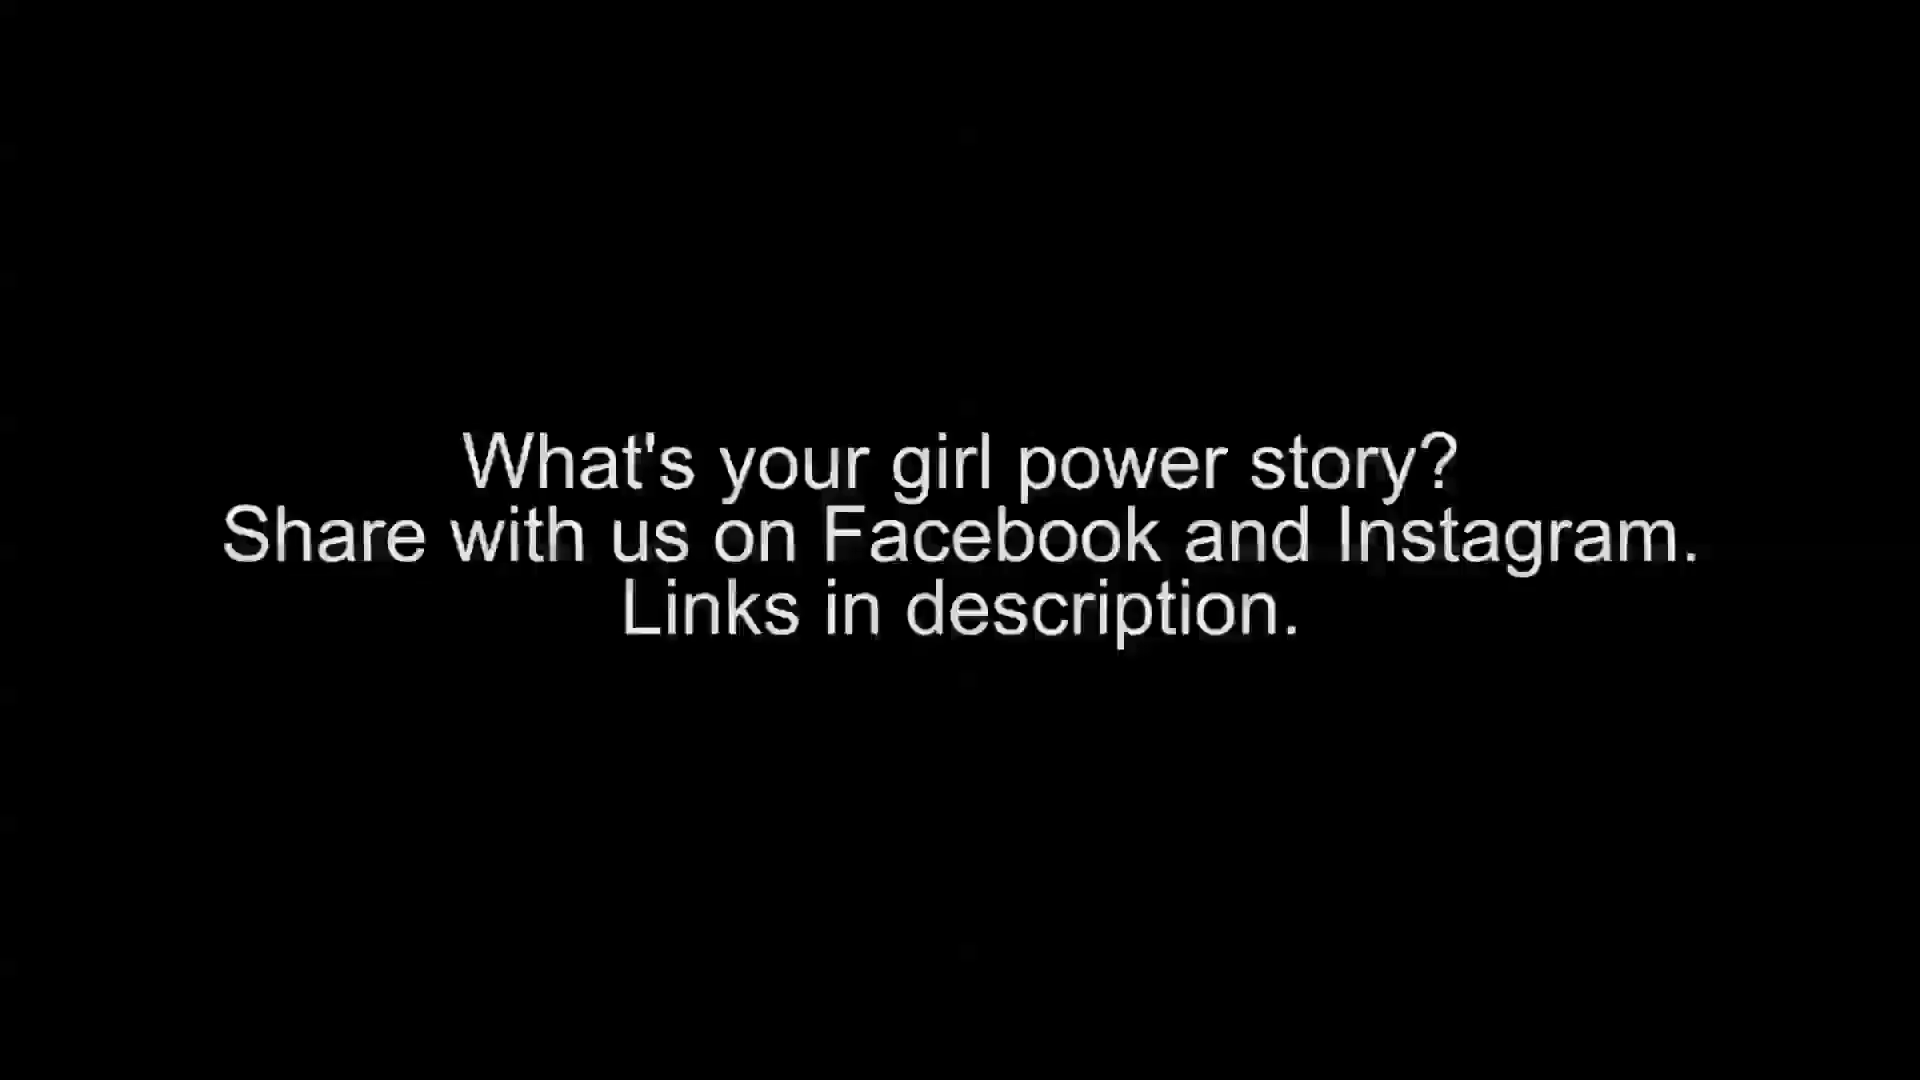 What's your girl power story?
Share with us on Facebook and Instagram.
Links in description.